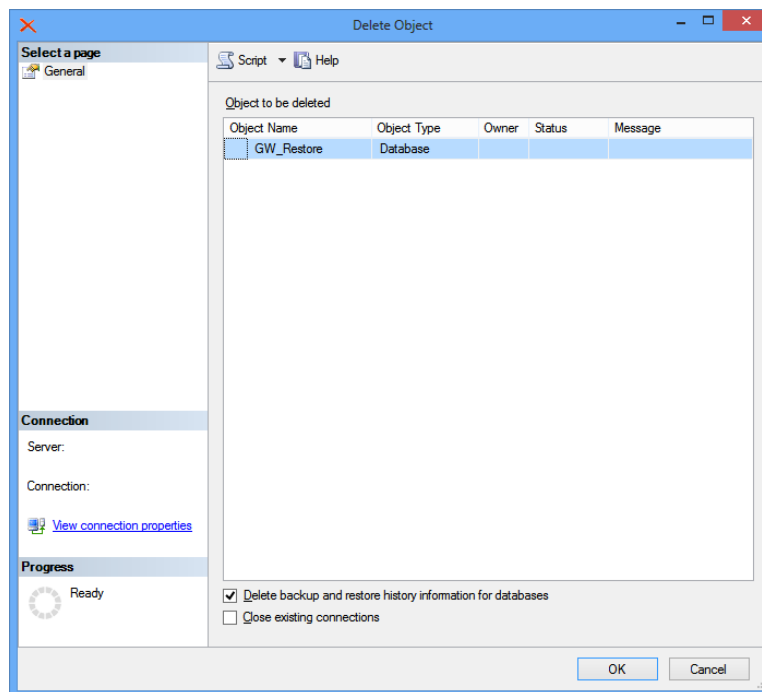 Delete Object
Select a page
General
Script Help
Object to be deleted
Object Name Object Type Owner Status Message
GW_Restore Database
Connection
Server:
Connection:
View connection properties
Progress
Ready
Delete backup and restore history information for databases
Close existing connections
OK Cancel